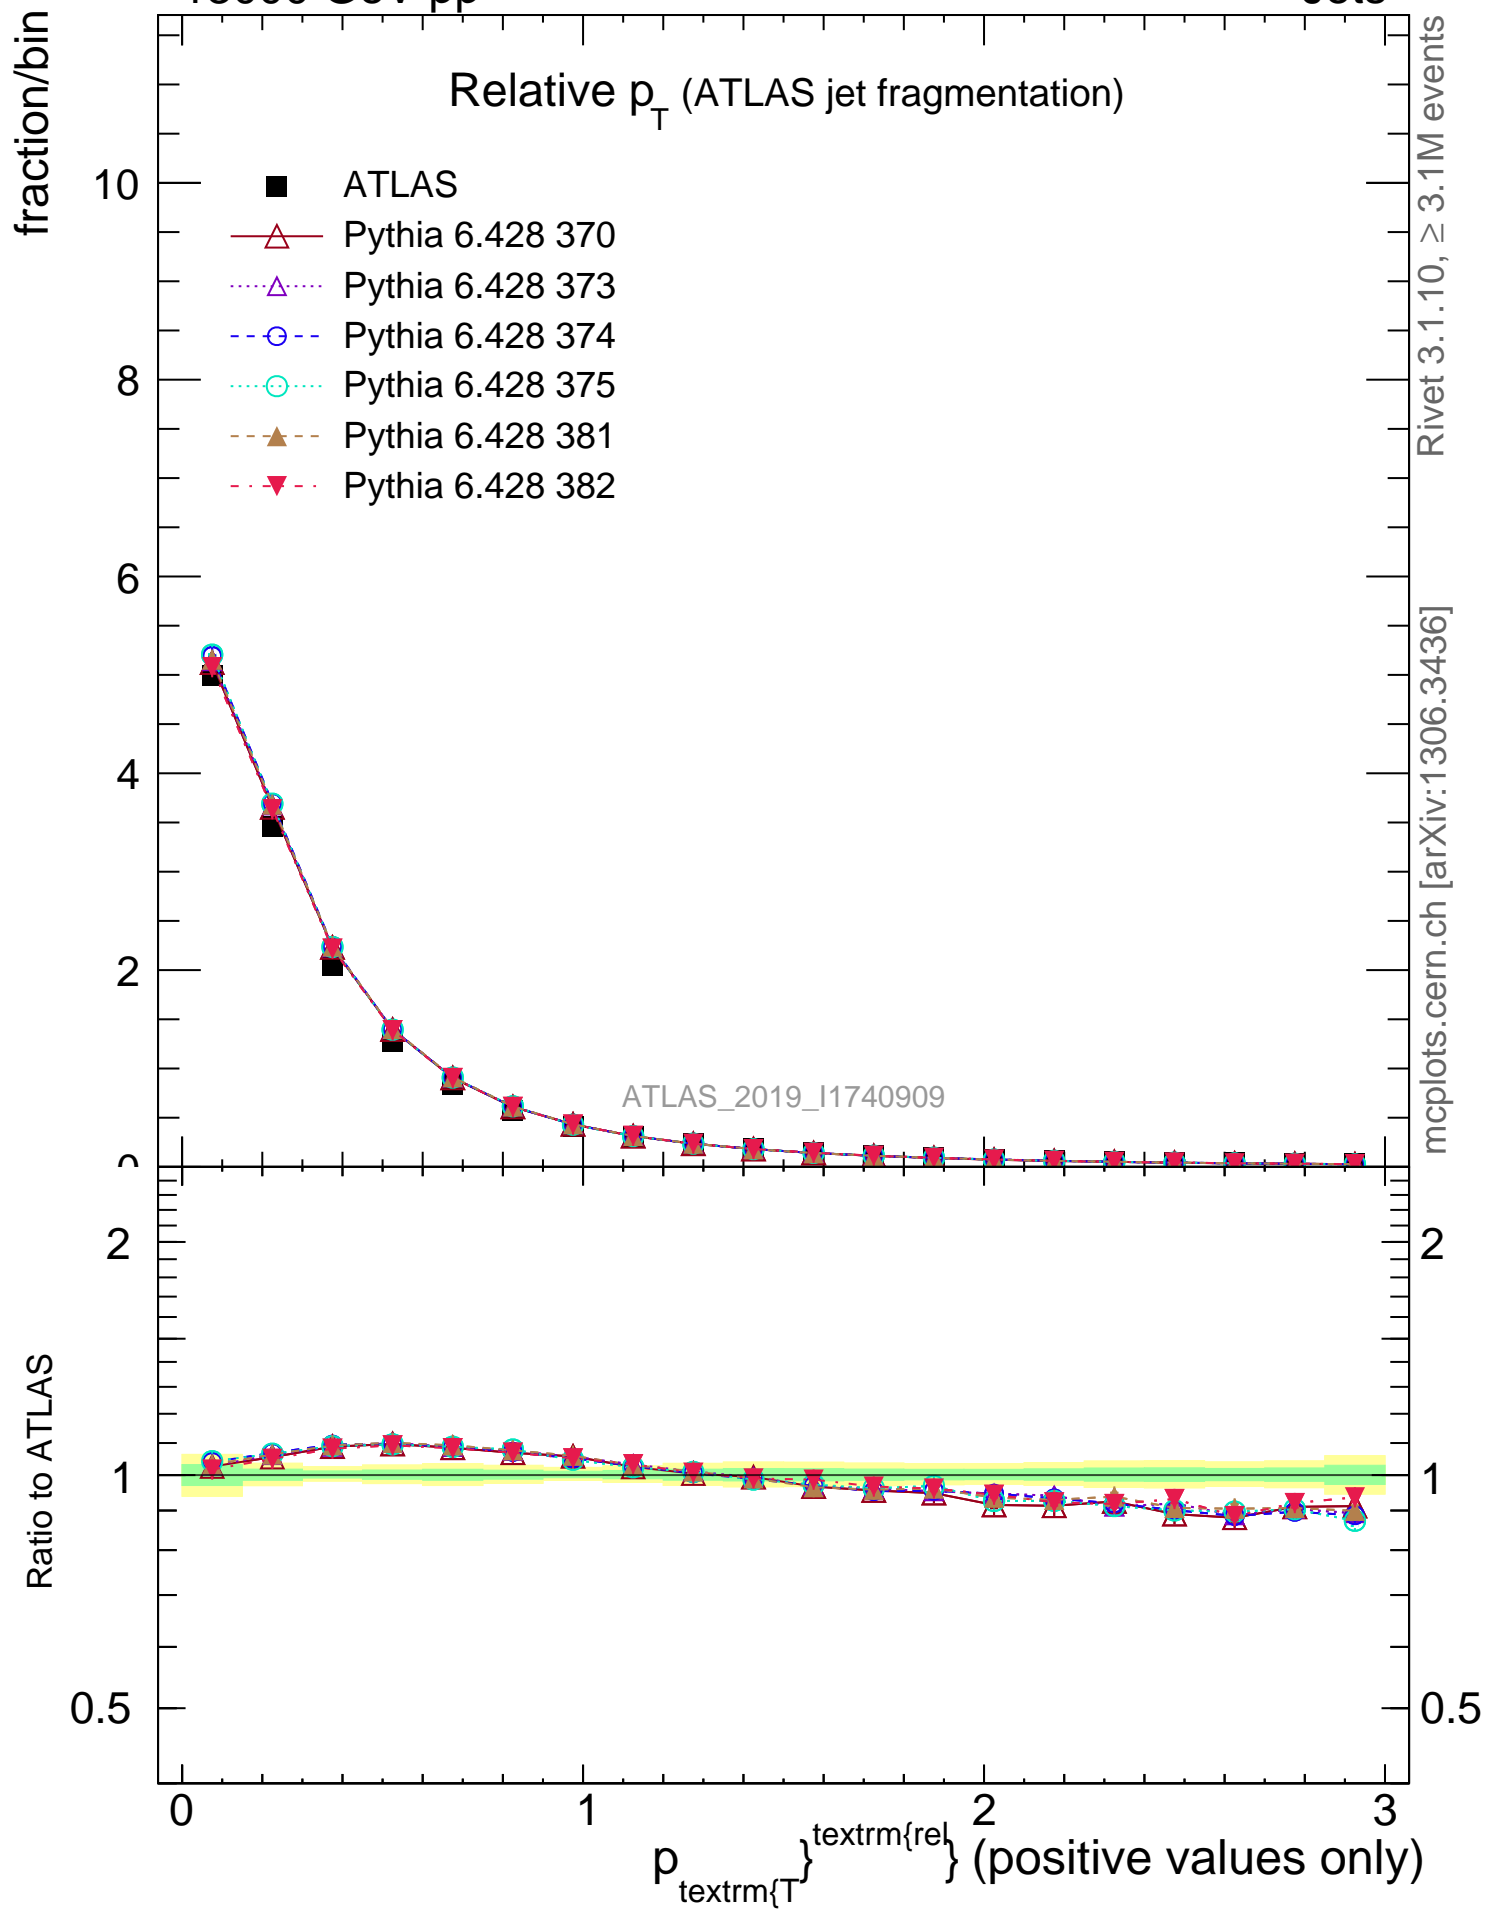 fraction/bin
Relative pT (ATLAS jet fragmentation)
ATLAS
Pythia 6.428 370
Pythia 6.428 373
Pythia 6.428 374
Pythia 6.428 375
Pythia 6.428 381
Pythia 6.428 382
10
8
6
4
2
0
ATLAS_2019_I1740909
Rivet 3.1.10, ≥ 3.1M events
mcplots.cern.ch [arXiv:1306.3436]
Ratio to ATLAS
2
1
0.5
2
1
0.5
0
1
2
3
p_textrm{T}^textrm{rel} (positive values only)